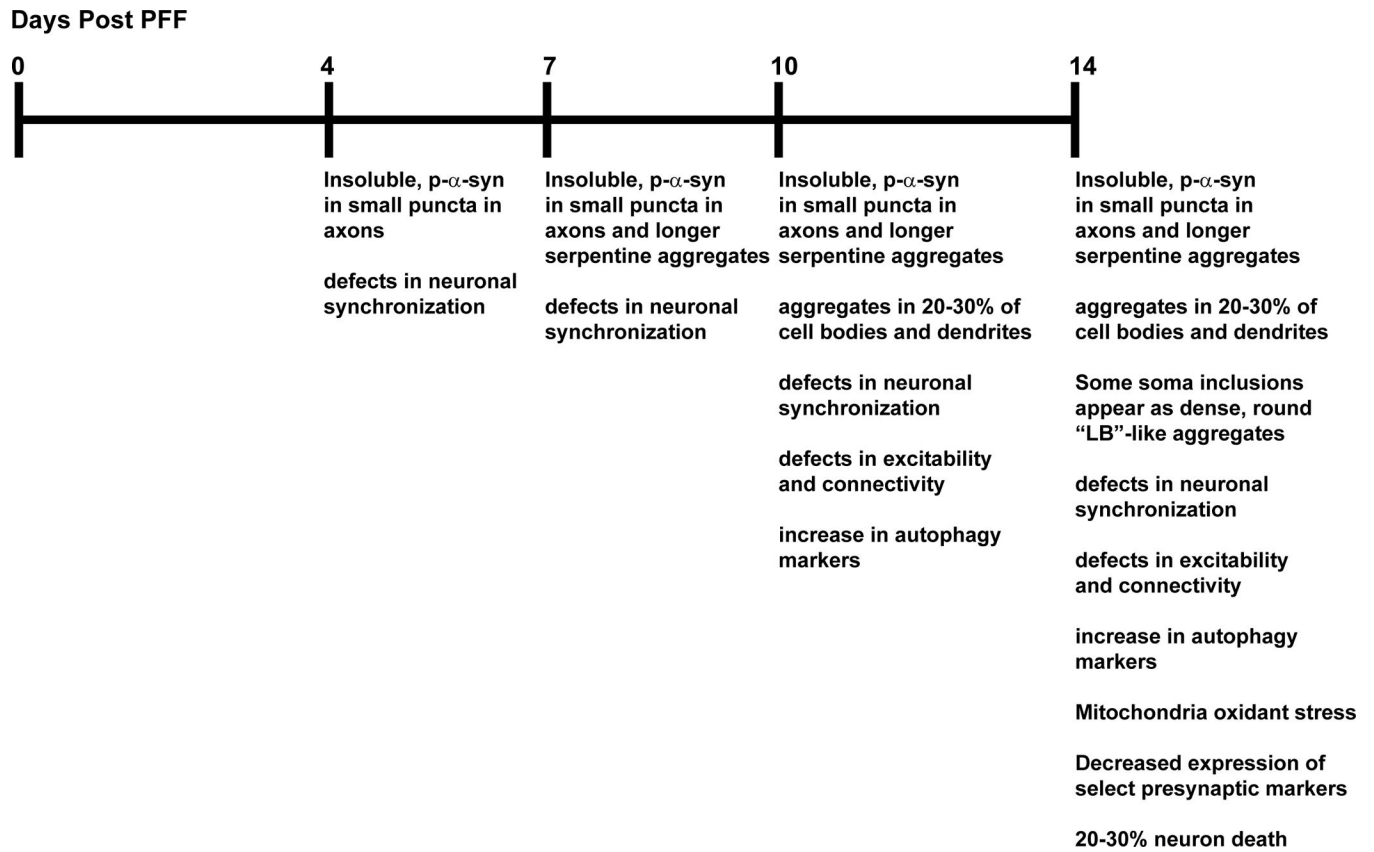 Days Post PFF
0
4
7
10
14
Insoluble, p-α-syn
in small puncta in
axons
defects in neuronal
synchronization
Insoluble, p-α-syn
in small puncta in
axons and longer
serpentine aggregates
defects in neuronal
synchronization
Insoluble, p-α-syn
in small puncta in
axons and longer
serpentine aggregates
aggregates in 20-30% of
cell bodies and dendrites
defects in neuronal
synchronization
defects in excitability
and connectivity
increase in autophagy
markers
Insoluble, p-α-syn
in small puncta in
axons and longer
serpentine aggregates
aggregates in 20-30% of
cell bodies and dendrites
Some soma inclusions
appear as dense, round
“LB”-like aggregates
defects in neuronal
synchronization
defects in excitability
and connectivity
increase in autophagy
markers
Mitochondria oxidant stress
Decreased expression of
select presynaptic markers
20-30% neuron death